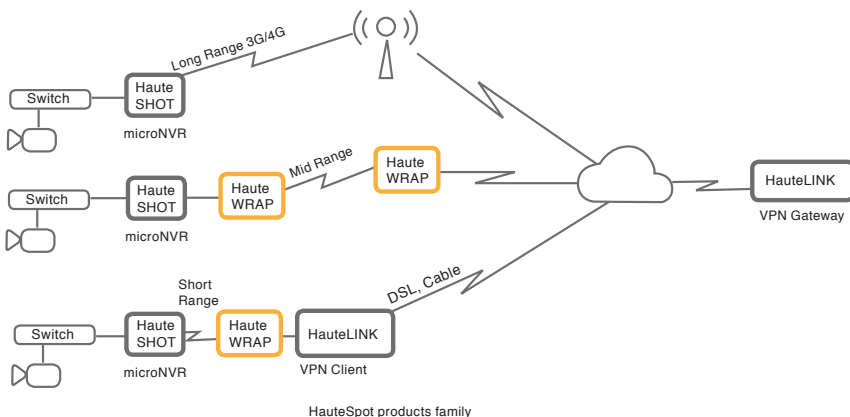 Long Range 3G/4G
Switch
Haute
SHOT
microNVR
Mid Range
Switch
Haute
SHOT
microNVR
Haute
WRAP
Haute
WRAP
HauteLINK
VPN Gateway
Short
Range
DSL, Cable
Switch
Haute
SHOT
microNVR
Haute
WRAP
HauteLINK
VPN Client
HauteSpot products family